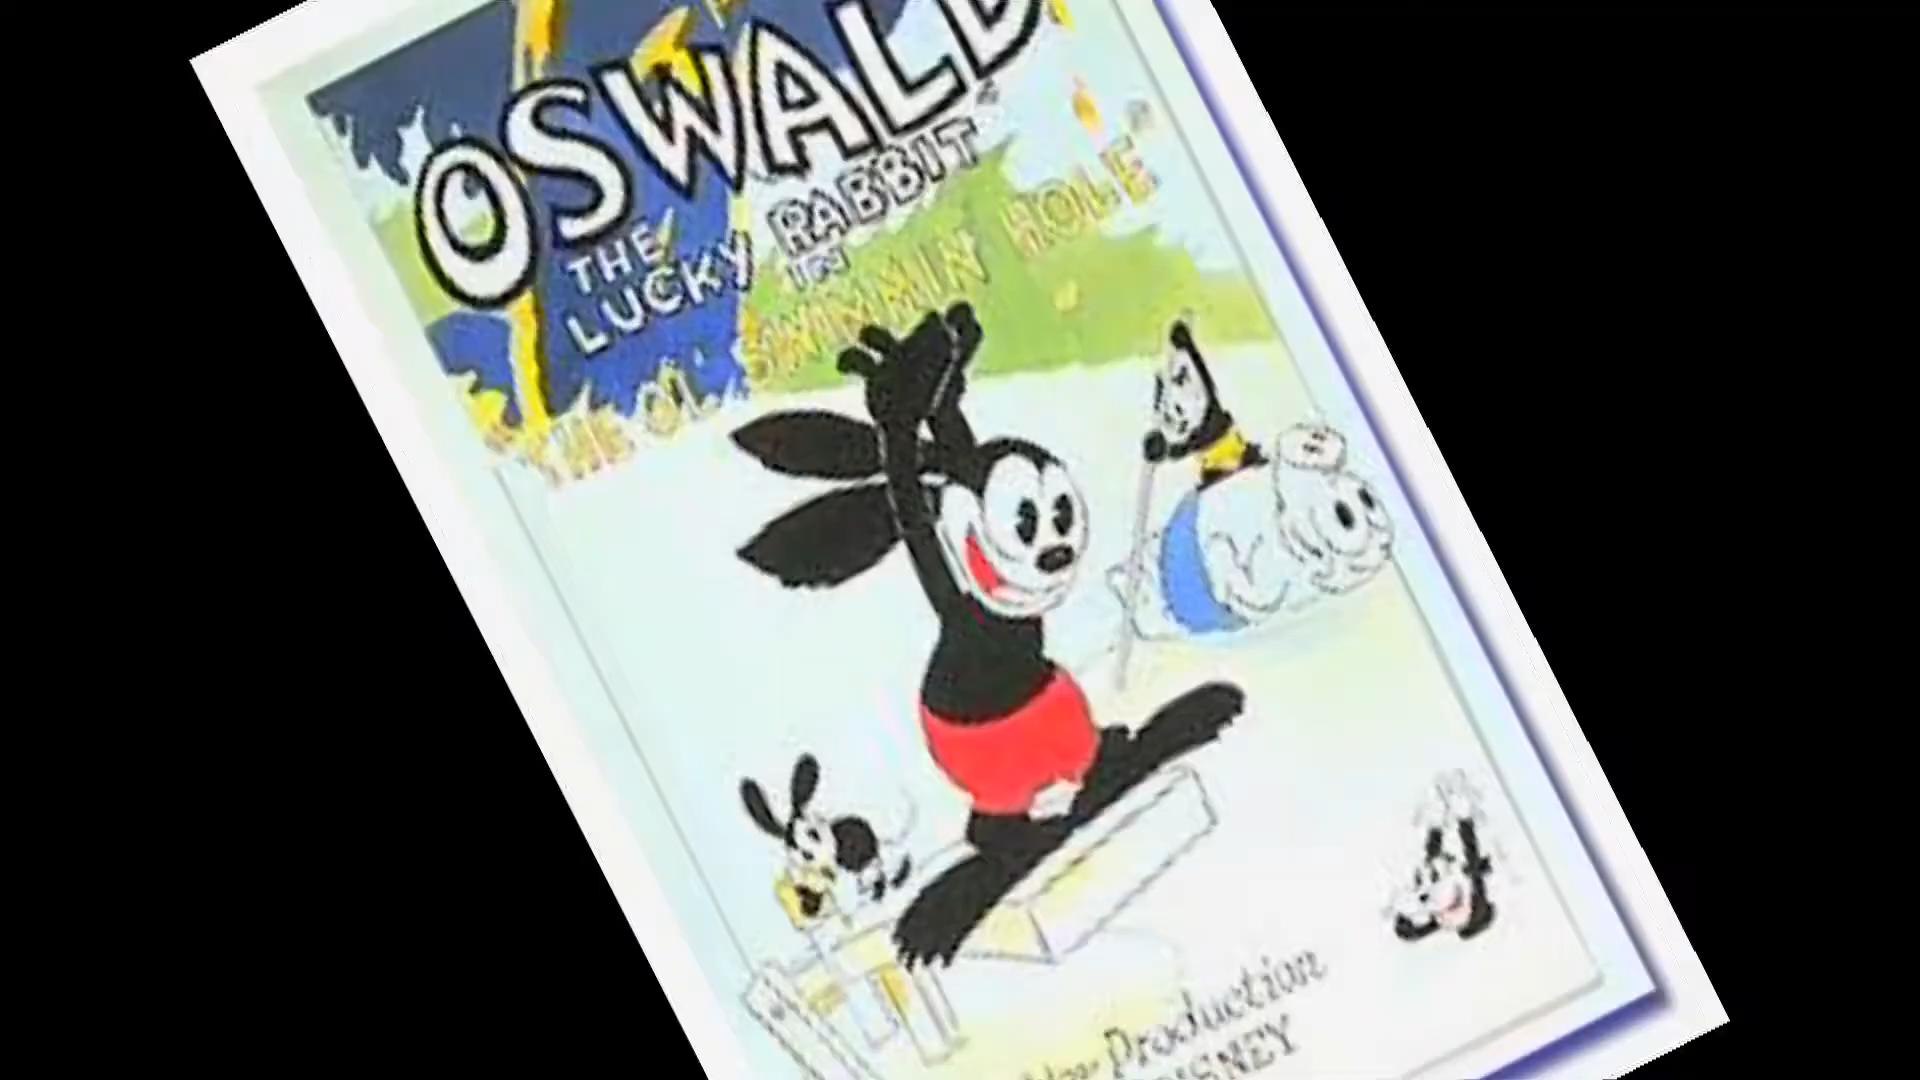 OSWALD
THE
LUCKY RABBIT
IN
THE OL' SWIMMIN' HOLE
Production
DISNEY